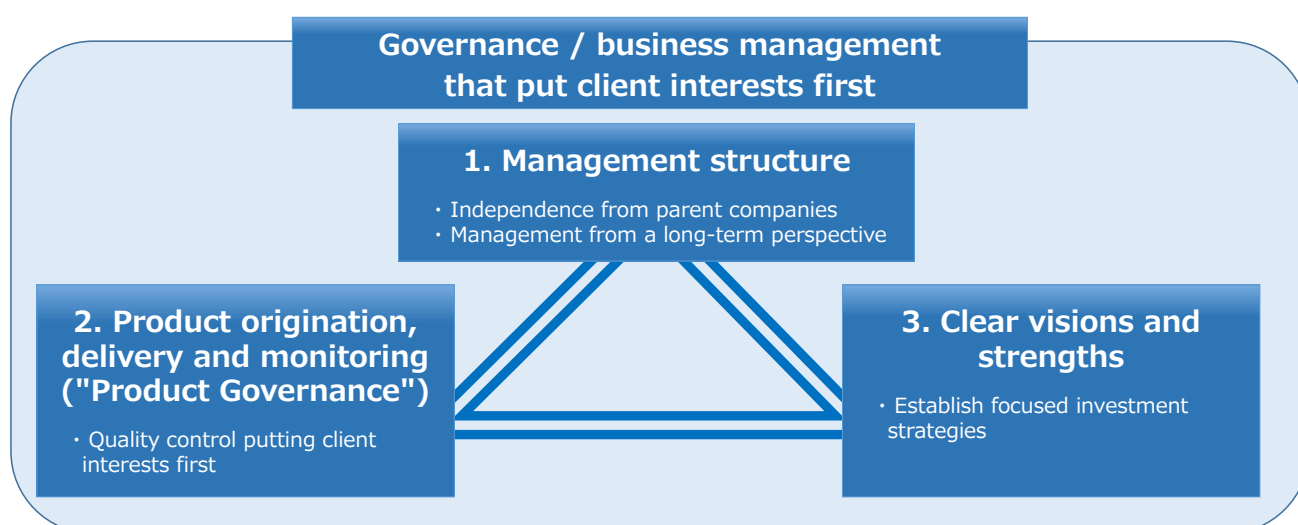 Governance / business management
that put client interests first
1. Management structure
・Independence from parent companies
・Management from a long-term perspective
2. Product origination,
delivery and monitoring
("Product Governance")
・Quality control putting client
interests first
3. Clear visions and
strengths
・Establish focused investment
strategies